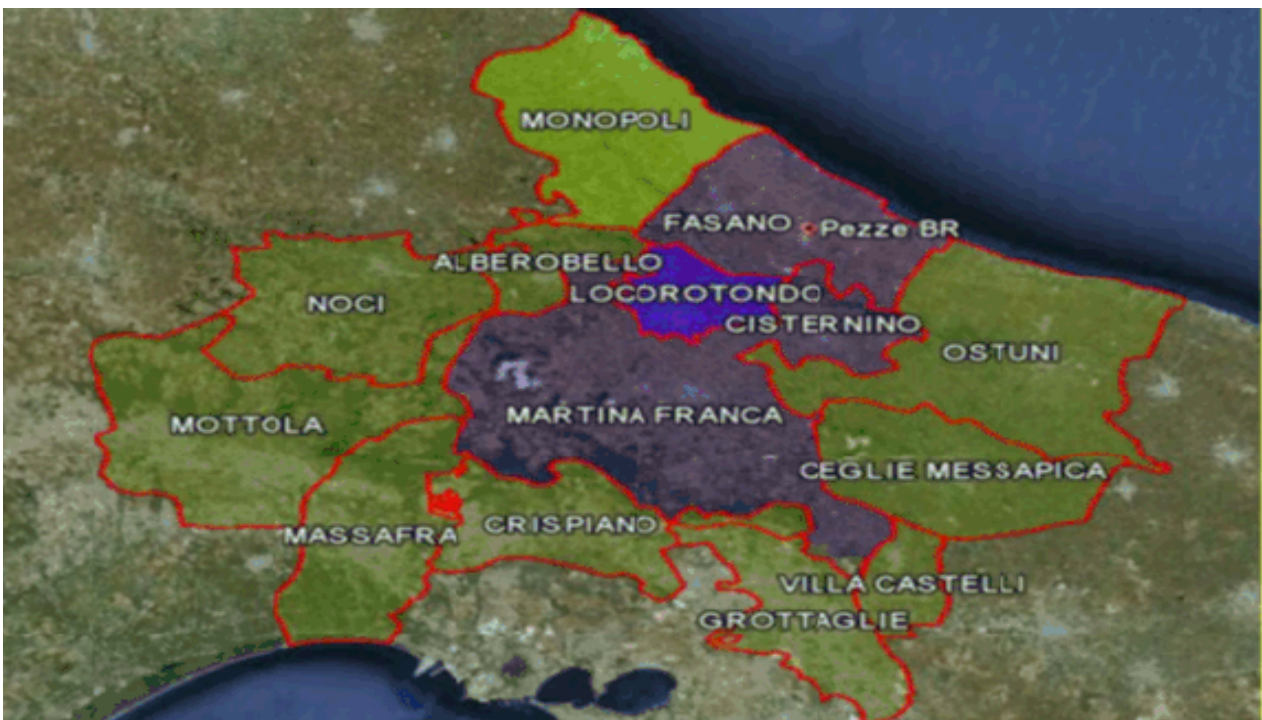 MONOPOLI
FASANO
Pezze BR
ALBEROBELLO
LOCOROTONDO
NOCI
CISTERNINO
OSTUNI
MARTINA FRANCA
MOTTOLA
CEGLIE MESSAPICA
CRISPIANO
MASSAFRA
VILLA CASTELLI
GROTTAGLIE